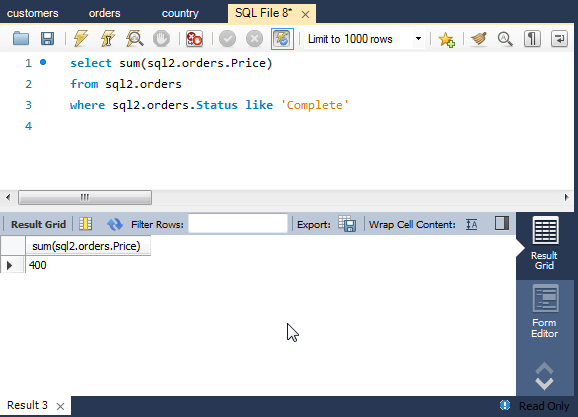 customers orders country SQL File 8*
Limit to 1000 rows
1 select sum(sql2.orders.Price)
2 from sql2.orders
3 where sql2.orders.Status like 'Complete'
4
Result Grid Filter Rows: Export: Wrap Cell Content:
sum(sql2.orders.Price)
400
Result
Grid
Form
Editor
Result 3 Read Only